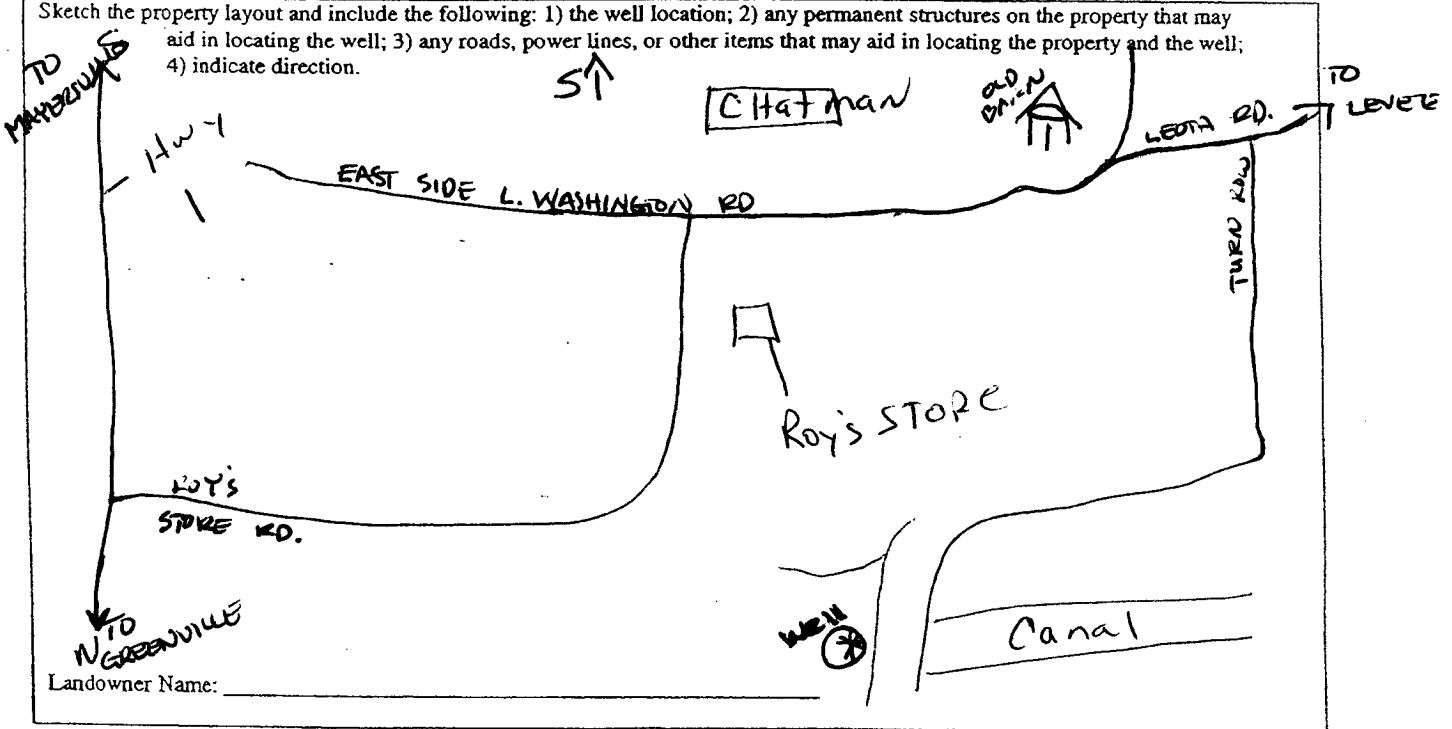 Sketch the property layout and include the following: 1) the well location; 2) any permanent structures on the property that may
aid in locating the well; 3) any roads, power lines, or other items that may aid in locating the property and the well;
4) indicate direction.
TO
S
S
CHatman
OLD
TO
LEVEE
LEOTA RD.
Hwy
1
EAST SIDE L. WASHINGTON RD
TURN ROW
Roy's STORE
ROY'S
STORE RD.
Well
Canal
TO
N GREENVILLE
Landowner Name: